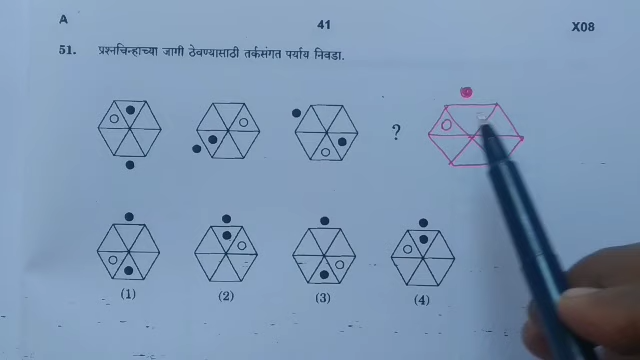 A 41 X08
51. प्रश्नचिन्हाच्या जागी ठेवण्यासाठी तर्कसंगत पर्याय निवडा.
?
(1) (2) (3) (4)